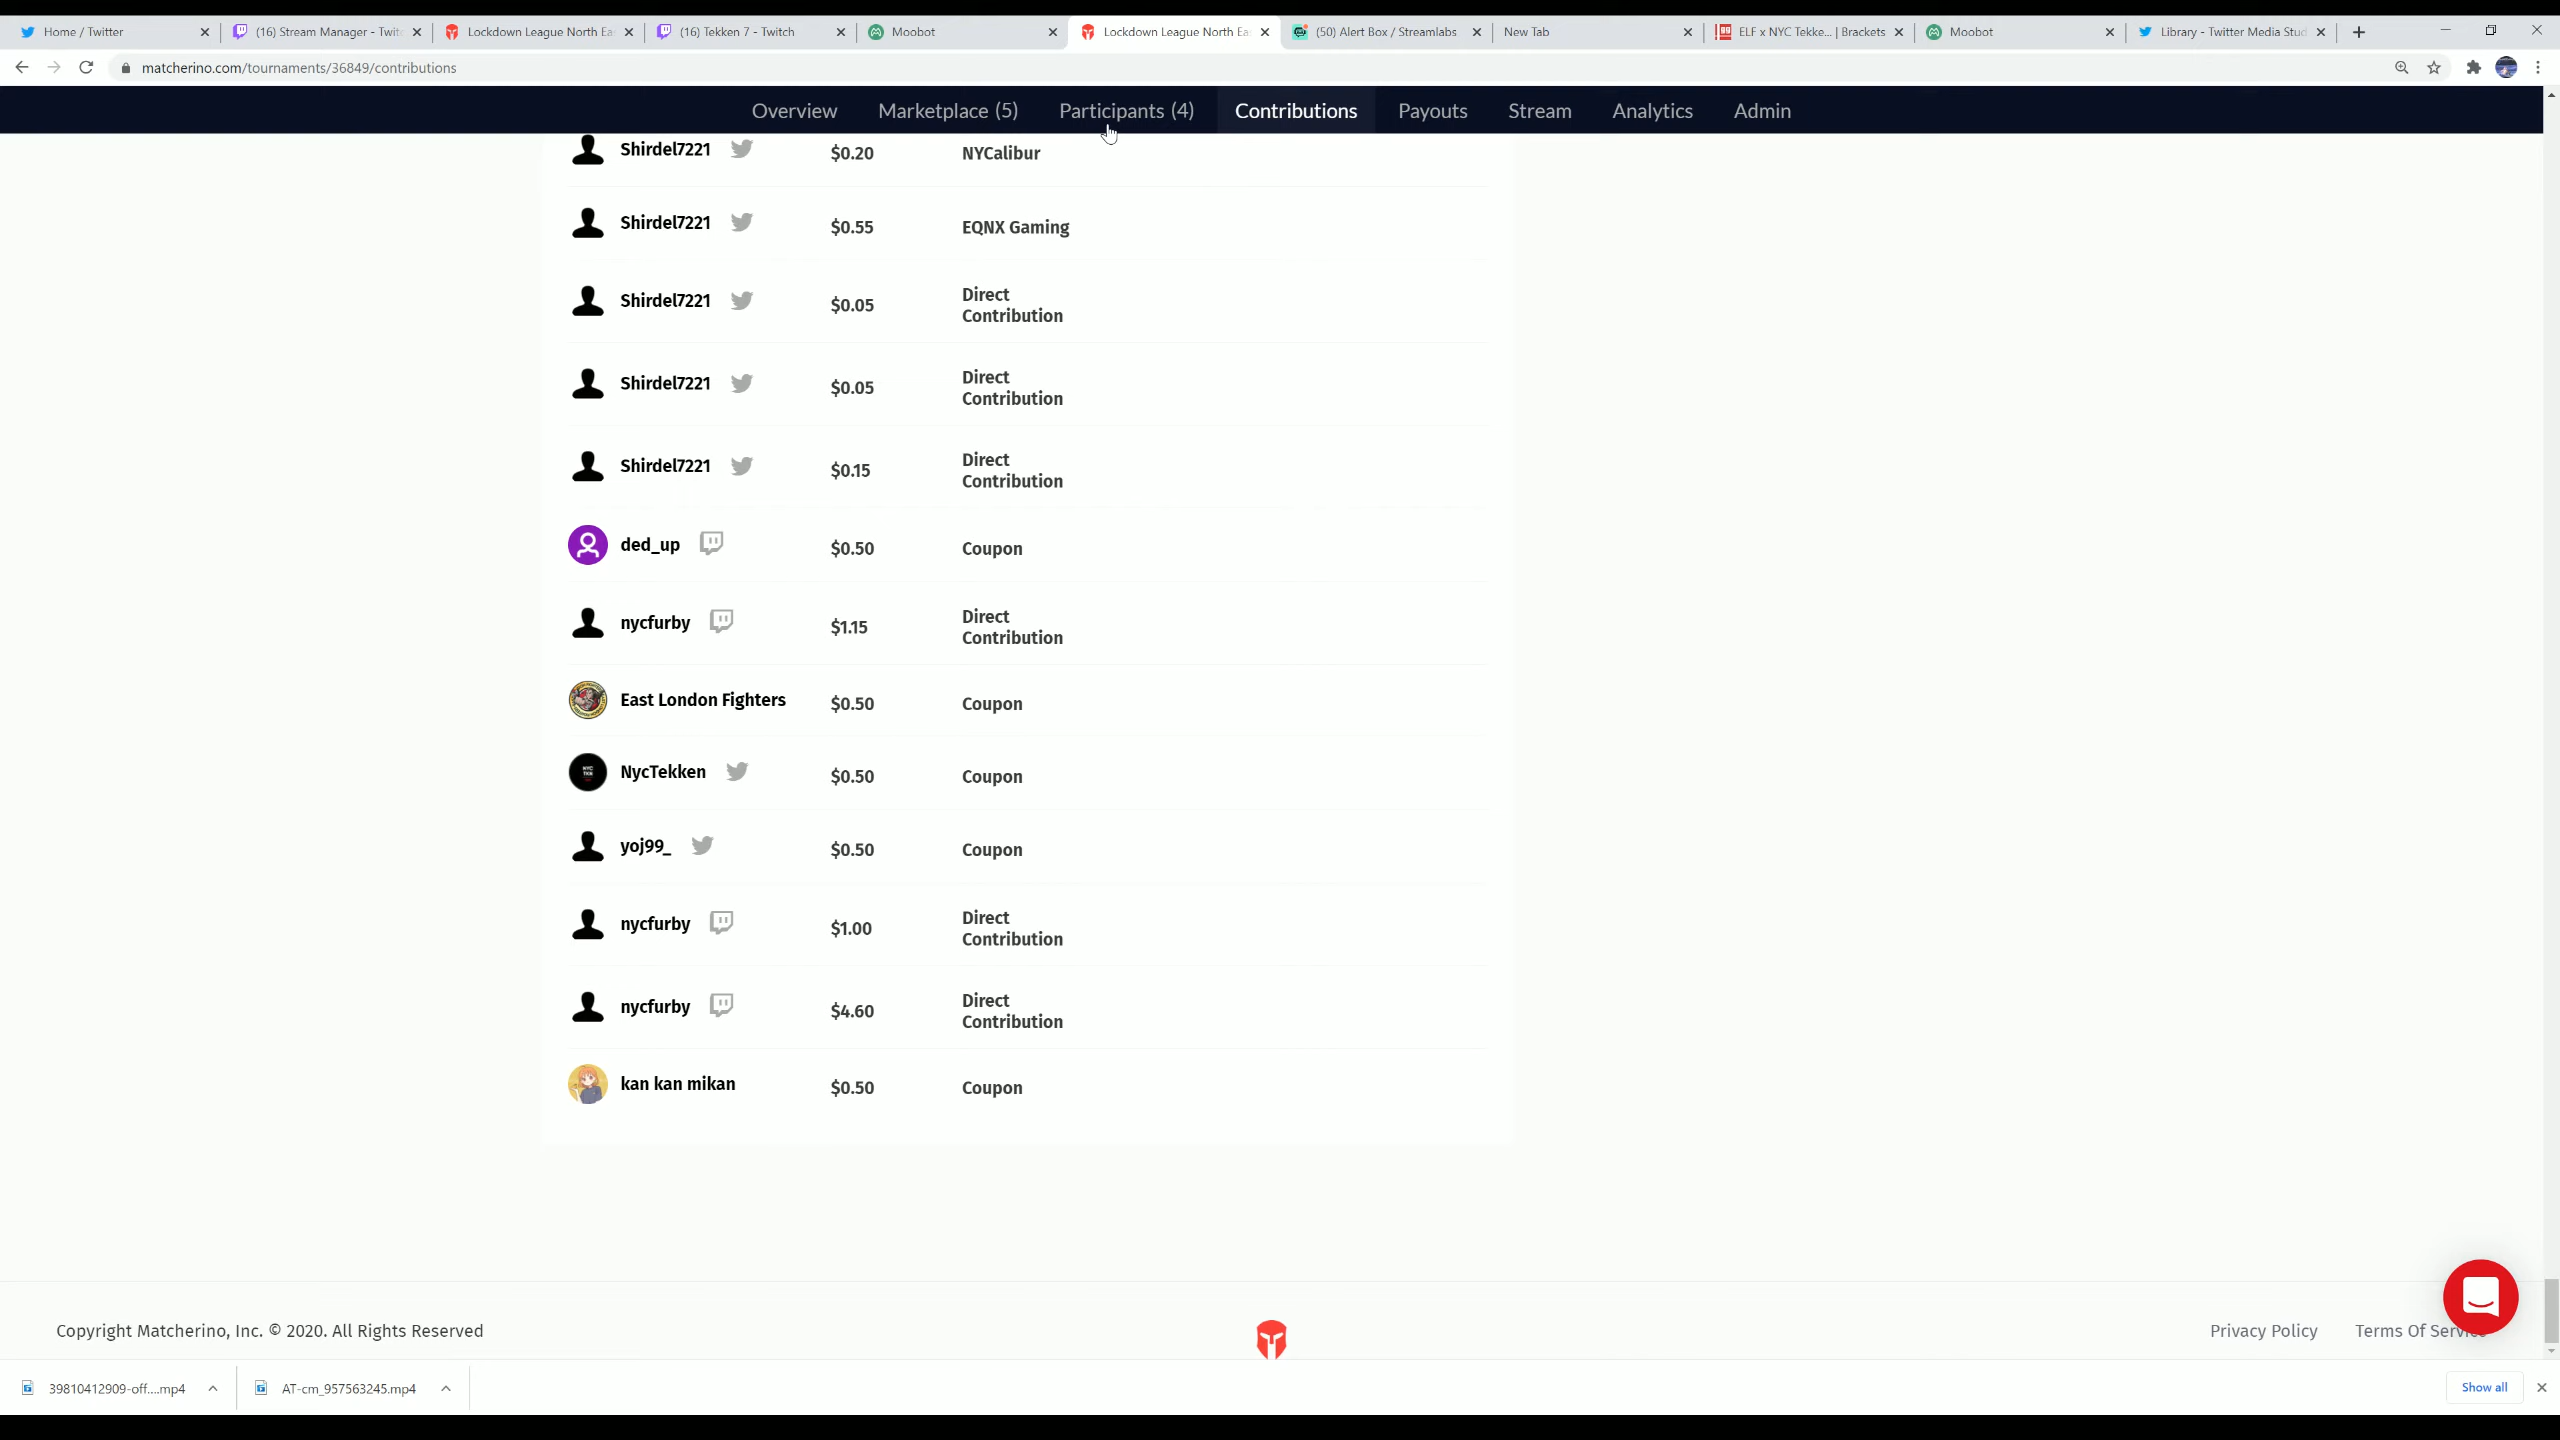 Home / Twitter
(16) Stream Manager - Twit
Lockdown League North Ea
(16) Tekken 7 - Twitch
Moobot
Lockdown League North Ea
(50) Alert Box / Streamlabs
New Tab
ELF x NYC Tekke... | Brackets
Moobot
Library - Twitter Media Stud
matcherino.com/tournaments/36849/contributions
Overview Marketplace (5) Participants (4) Contributions Payouts Stream Analytics Admin
Shirdel7221 $0.20 NYCalibur
Shirdel7221 $0.55 EQNX Gaming
Shirdel7221 $0.05 Direct
Contribution
Shirdel7221 $0.05 Direct
Contribution
Shirdel7221 $0.15 Direct
Contribution
ded_up $0.50 Coupon
nycfurby $1.15 Direct
Contribution
East London Fighters $0.50 Coupon
NycTekken $0.50 Coupon
yoj99_ $0.50 Coupon
nycfurby $1.00 Direct
Contribution
nycfurby $4.60 Direct
Contribution
kan kan mikan $0.50 Coupon
Copyright Matcherino, Inc. © 2020. All Rights Reserved
Privacy Policy Terms Of Service
39810412909-off....mp4
AT-cm_957563245.mp4
Show all